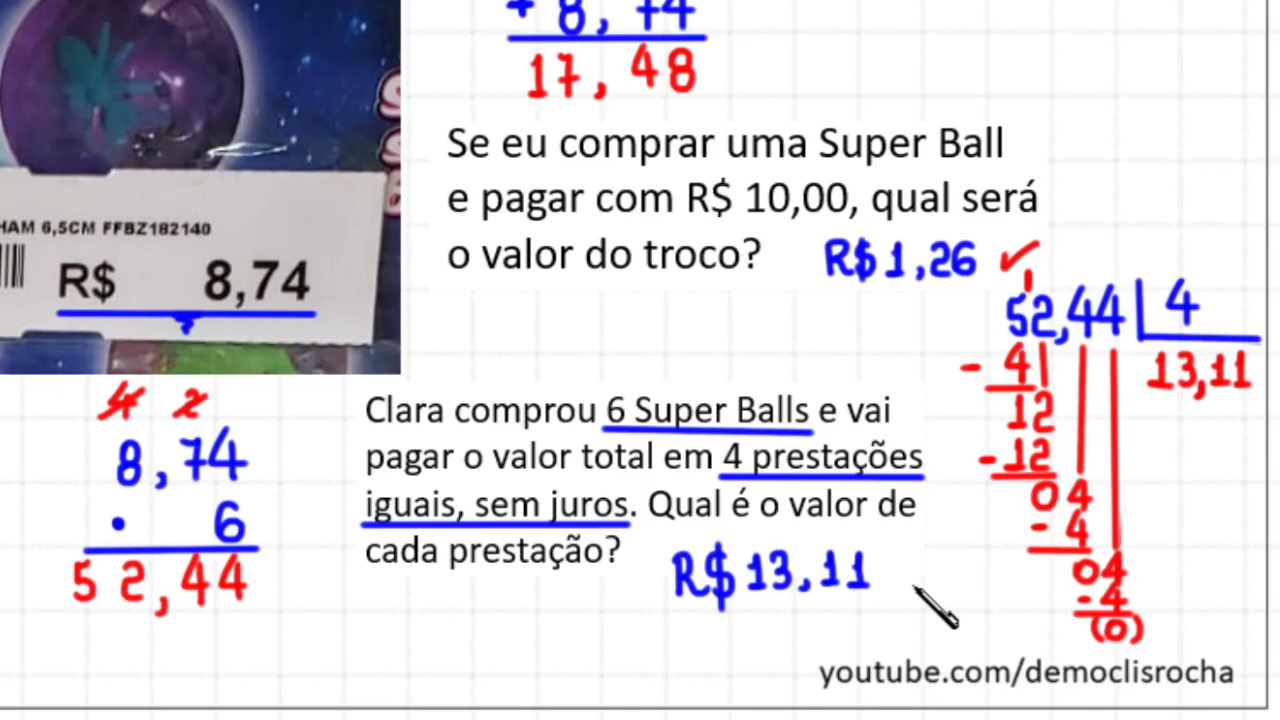 + 8,74
17,48
Se eu comprar uma Super Ball
e pagar com R$ 10,00, qual será
o valor do troco? R$ 1,26
HAM 6,5CM FFBZ182140
R$ 8,74
52,44 4
- 4 13,11
12
- 12
04
- 4
04
- 4
(0)
4 2
8,74
· 6
52,44
Clara comprou 6 Super Balls e vai
pagar o valor total em 4 prestações
iguais, sem juros. Qual é o valor de
cada prestação? R$ 13,11
youtube.com/democlisrocha